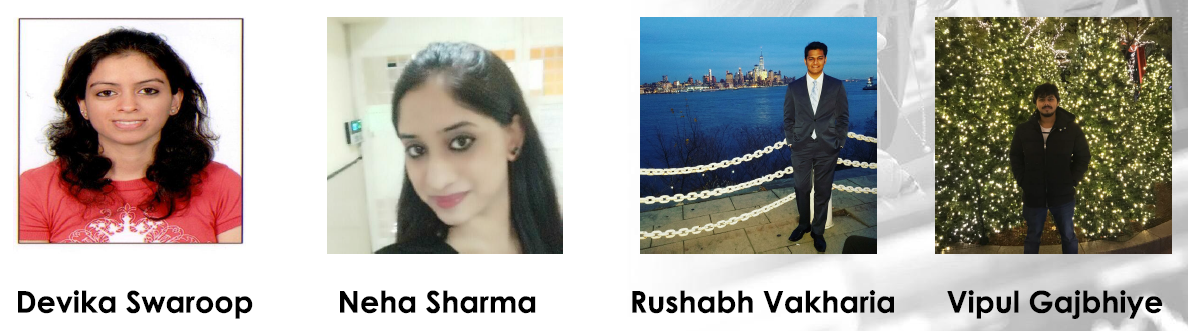 Devika Swaroop
Neha Sharma
Rushabh Vakharia
Vipul Gajbhiye